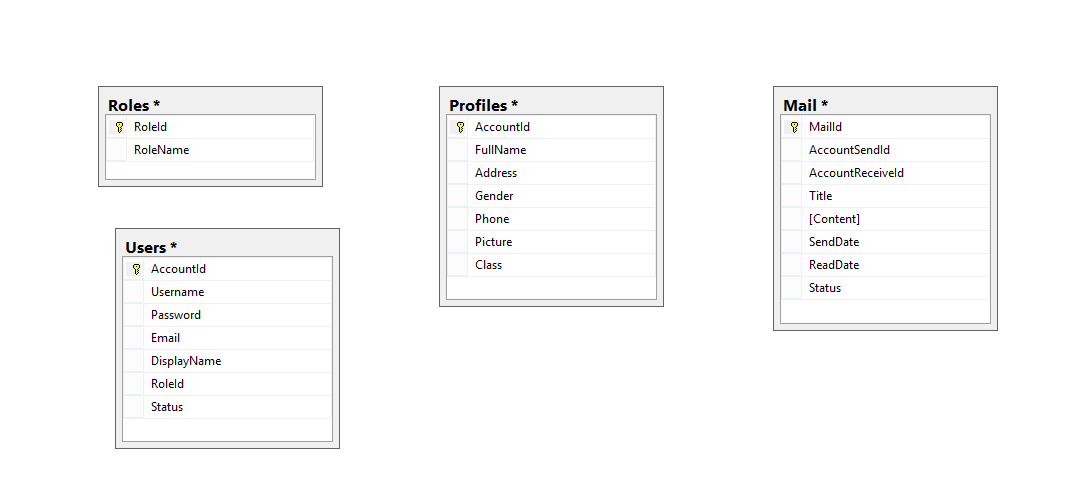 Roles *
RoleId
RoleName
Users *
AccountId
Username
Password
Email
DisplayName
RoleId
Status
Profiles *
AccountId
FullName
Address
Gender
Phone
Picture
Class
Mail *
MailId
AccountSendId
AccountReceiveId
Title
[Content]
SendDate
ReadDate
Status